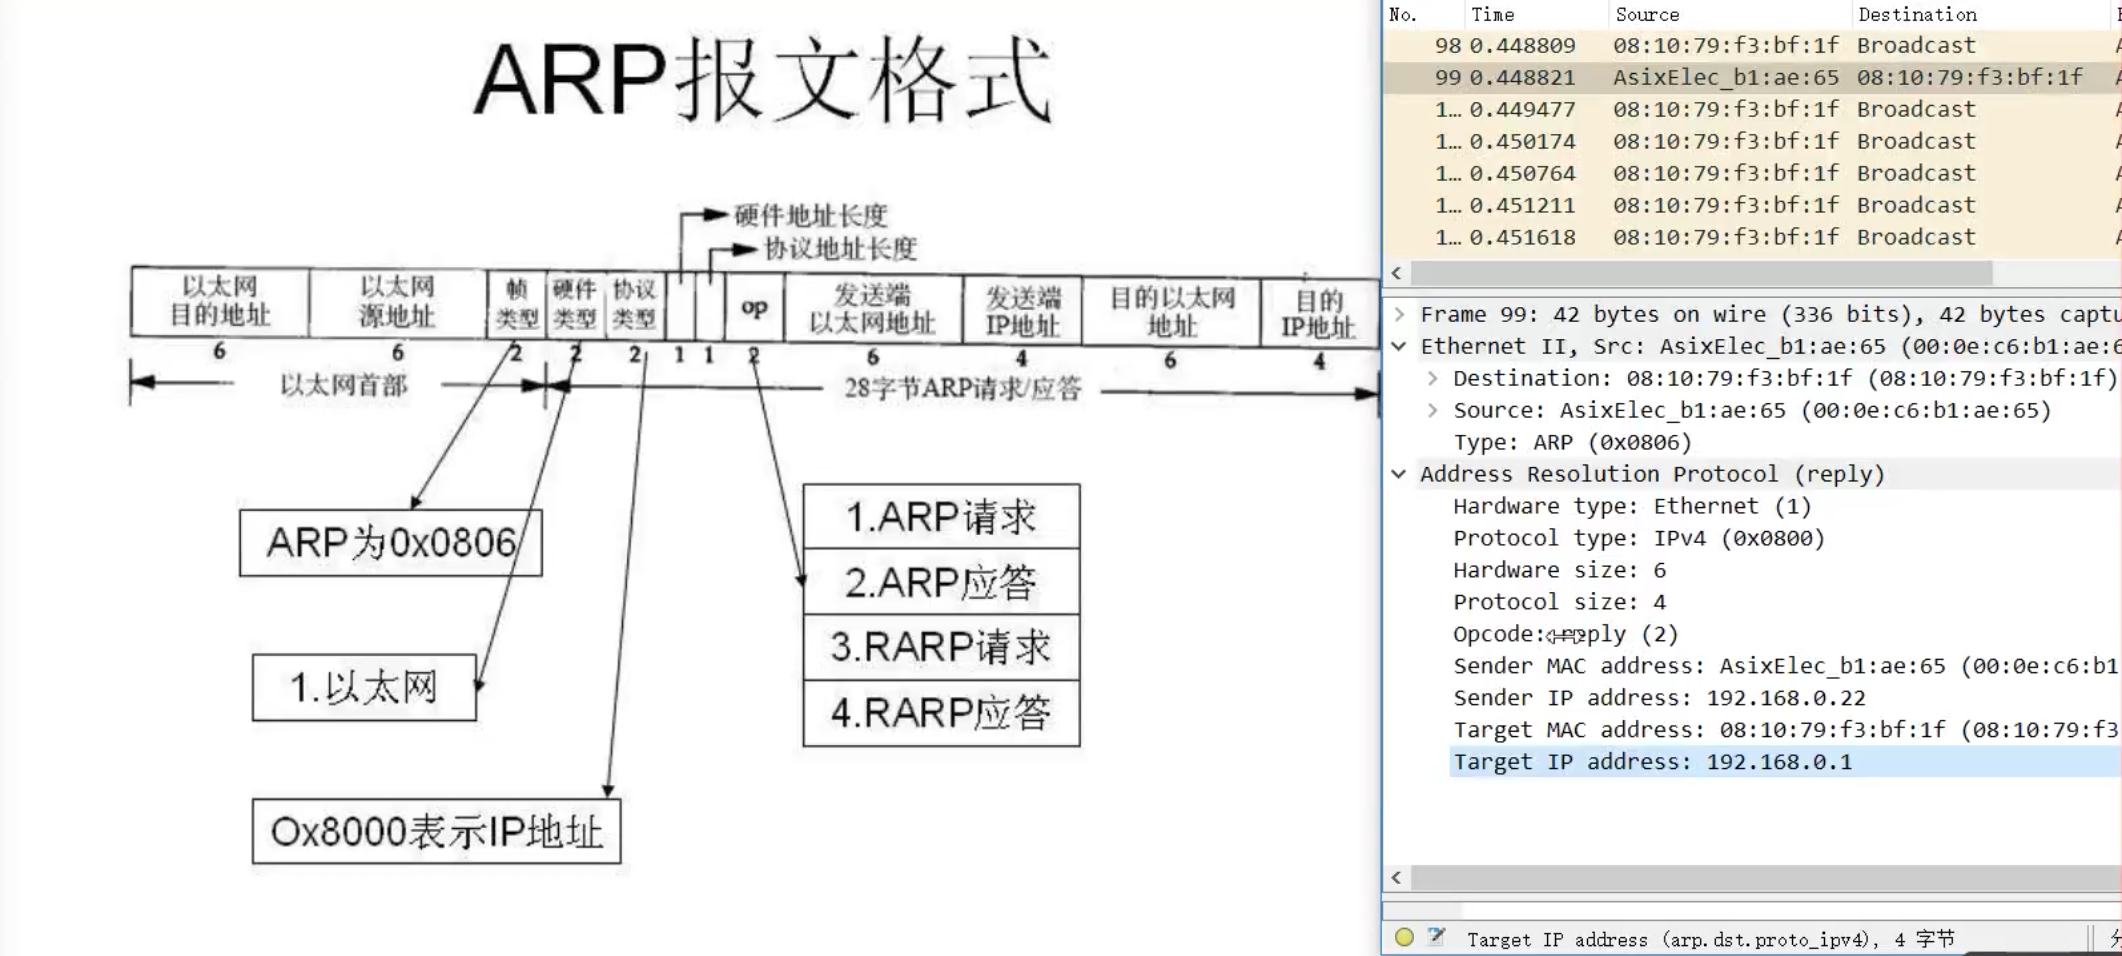 ARP报文格式
硬件地址长度
协议地址长度
以太网
目的地址
以太网
源地址
帧
类型
硬件
类型
协议
类型
op
发送端
以太网地址
发送端
IP地址
目的以太网
地址
目的
IP地址
6 6 2 2 2 1 1 2 6 4 6 4
以太网首部
28字节ARP请求/应答
ARP为0x0806
1.以太网
Ox8000表示IP地址
1.ARP请求
2.ARP应答
3.RARP请求
4.RARP应答
No. Time Source Destination
98 0.448809 08:10:79:f3:bf:1f Broadcast
99 0.448821 AsixElec_b1:ae:65 08:10:79:f3:bf:1f
1… 0.449477 08:10:79:f3:bf:1f Broadcast
1… 0.450174 08:10:79:f3:bf:1f Broadcast
1… 0.450764 08:10:79:f3:bf:1f Broadcast
1… 0.451211 08:10:79:f3:bf:1f Broadcast
1… 0.451618 08:10:79:f3:bf:1f Broadcast
Frame 99: 42 bytes on wire (336 bits), 42 bytes captu
Ethernet II, Src: AsixElec_b1:ae:65 (00:0e:c6:b1:ae:6
Destination: 08:10:79:f3:bf:1f (08:10:79:f3:bf:1f)
Source: AsixElec_b1:ae:65 (00:0e:c6:b1:ae:65)
Type: ARP (0x0806)
Address Resolution Protocol (reply)
Hardware type: Ethernet (1)
Protocol type: IPv4 (0x0800)
Hardware size: 6
Protocol size: 4
Opcode: reply (2)
Sender MAC address: AsixElec_b1:ae:65 (00:0e:c6:b1
Sender IP address: 192.168.0.22
Target MAC address: 08:10:79:f3:bf:1f (08:10:79:f3
Target IP address: 192.168.0.1
Target IP address (arp.dst.proto_ipv4), 4 字节